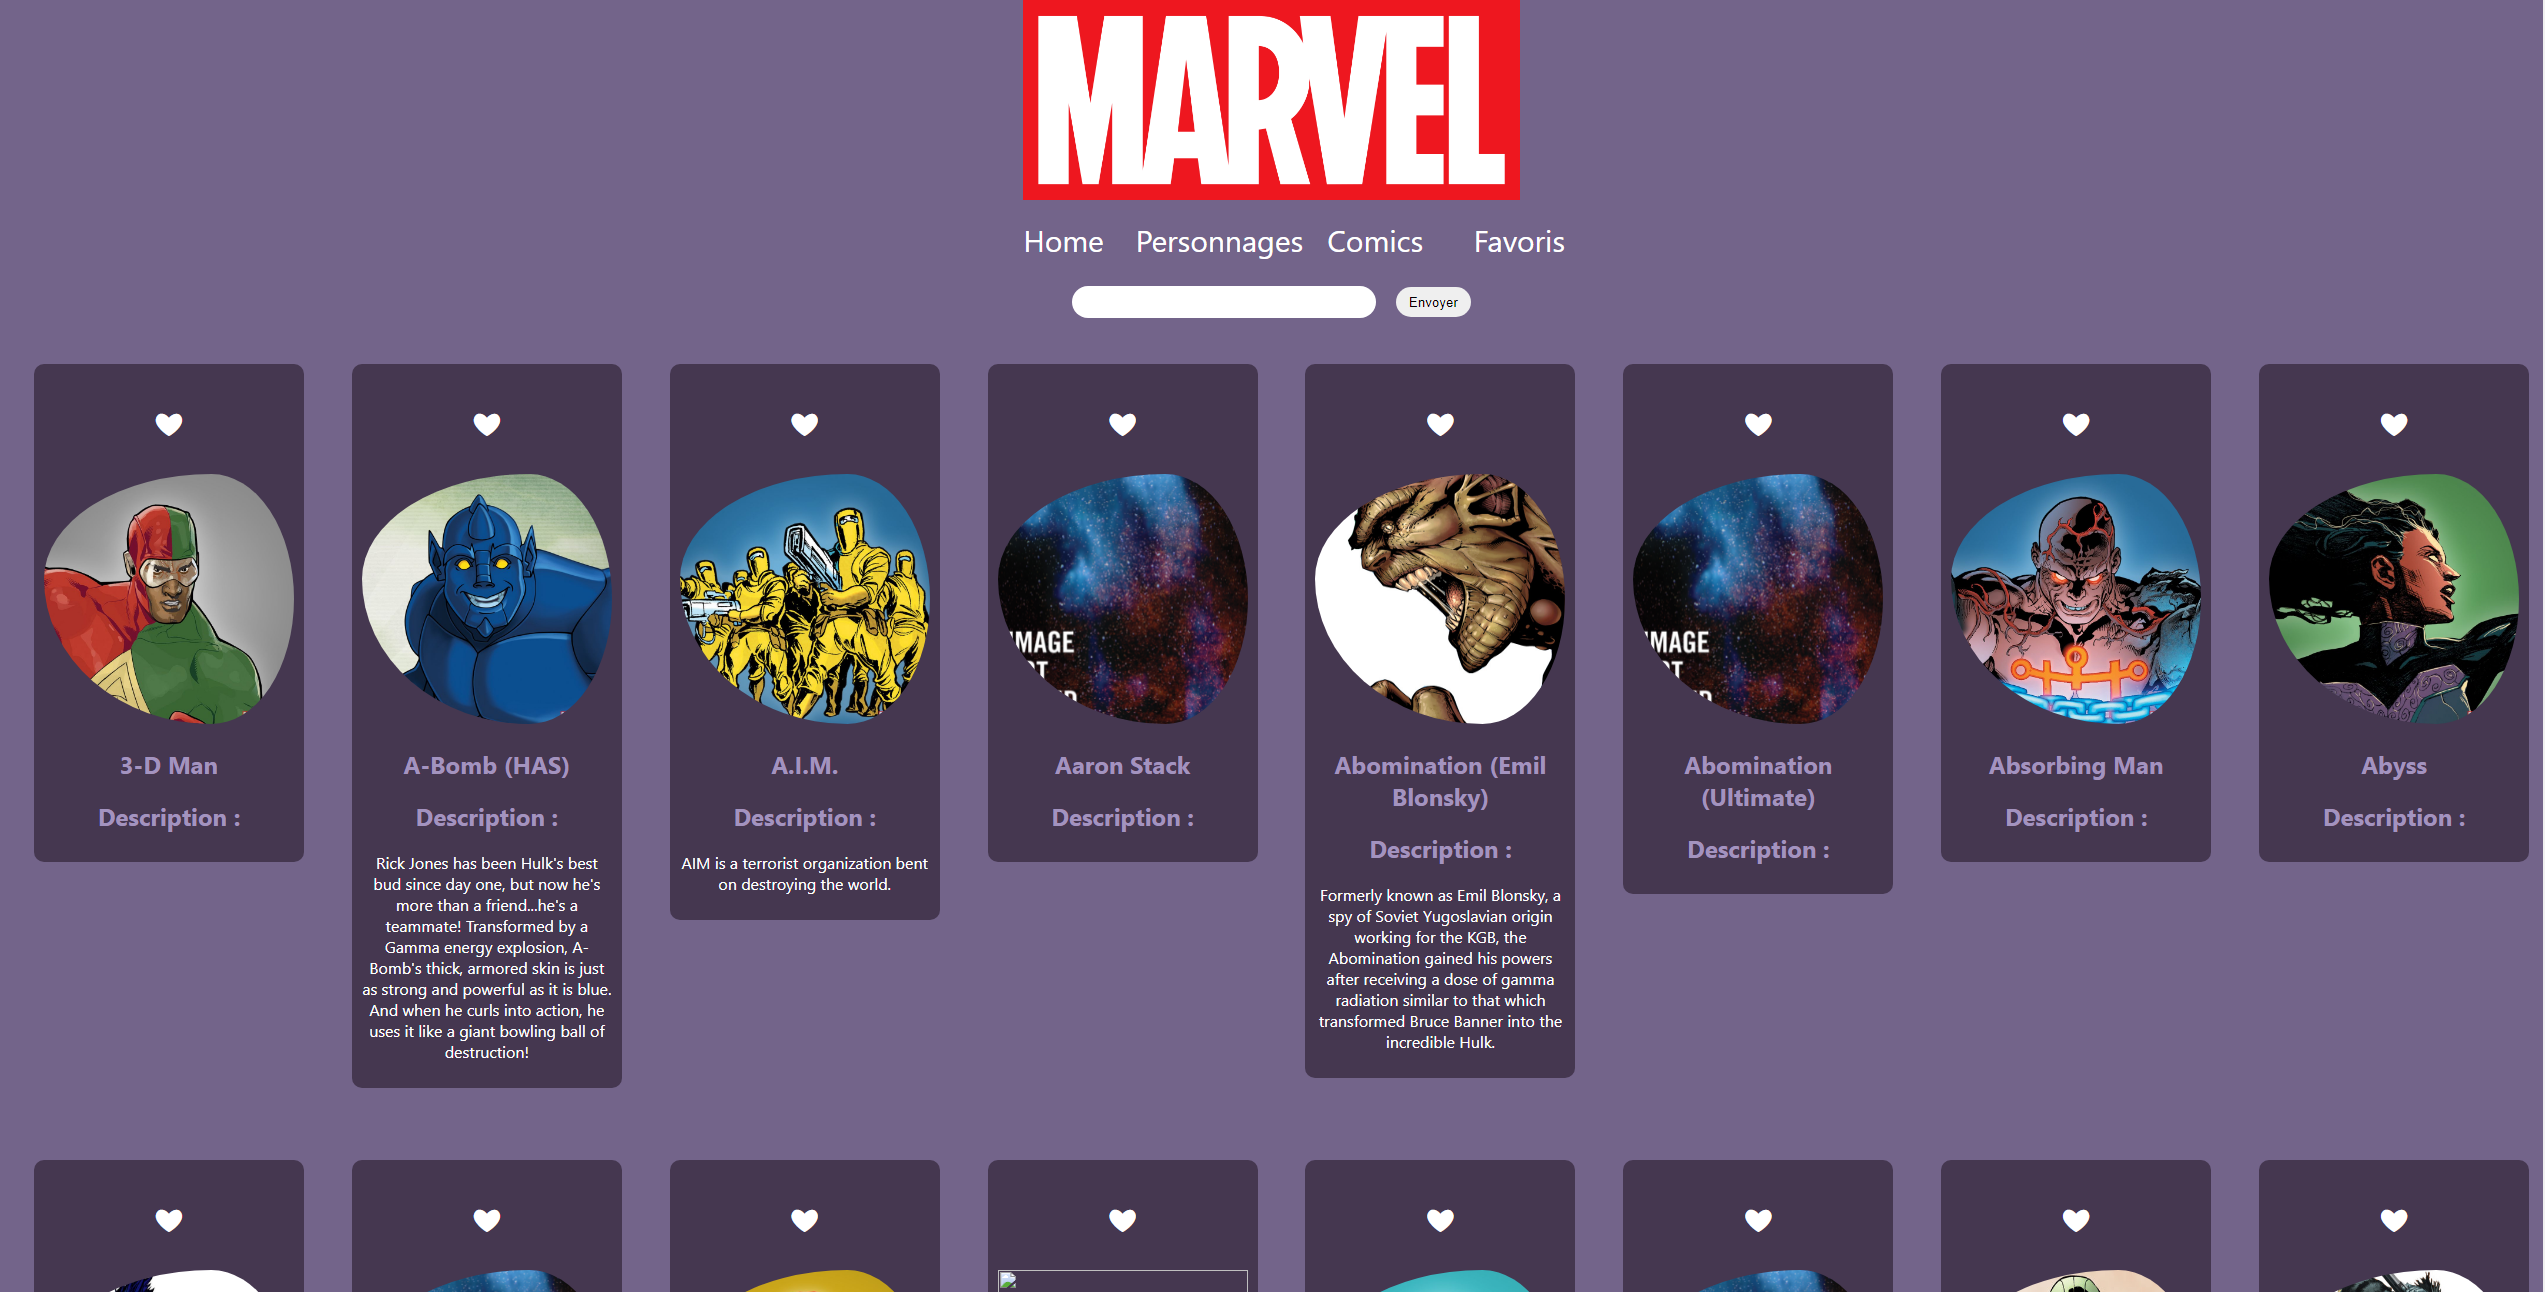 MARVEL
Home Personnages Comics Favoris
Envoyer
3-D Man
Description :
A-Bomb (HAS)
Description :
Rick Jones has been Hulk's best
bud since day one, but now he's
more than a friend...he's a
teammate! Transformed by a
Gamma energy explosion, A-
Bomb's thick, armored skin is just
as strong and powerful as it is blue.
And when he curls into action, he
uses it like a giant bowling ball of
destruction!
A.I.M.
Description :
AIM is a terrorist organization bent
on destroying the world.
MAGE
Aaron Stack
Description :
Abomination (Emil
Blonsky)
Description :
Formerly known as Emil Blonsky, a
spy of Soviet Yugoslavian origin
working for the KGB, the
Abomination gained his powers
after receiving a dose of gamma
radiation similar to that which
transformed Bruce Banner into the
incredible Hulk.
MAGE
Abomination
(Ultimate)
Description :
Absorbing Man
Description :
Abyss
Description :